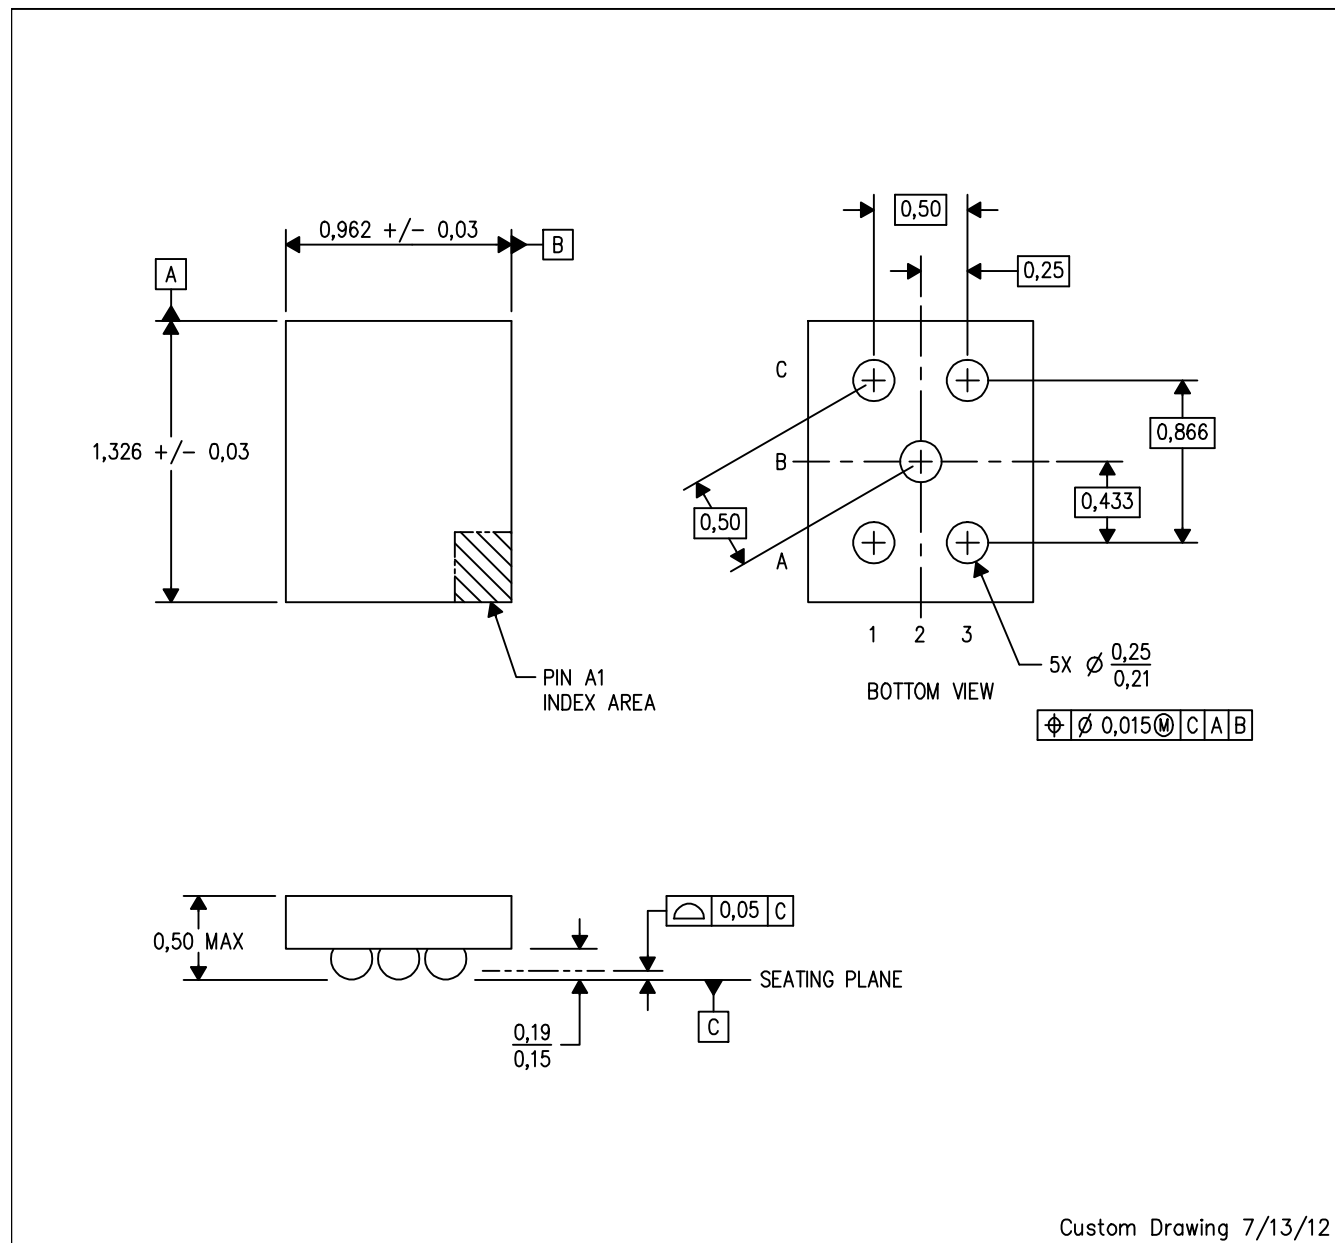 0,962 +/- 0,03
B
A
1,326 +/- 0,03
PIN A1
INDEX AREA
0,50
0,25
C
B
A
0,50
0,866
0,433
1 2 3
BOTTOM VIEW
5X Ø 0,25
0,21
⌖ Ø 0,015 Ⓜ C A B
0,50 MAX
⌓ 0,05 C
SEATING PLANE
C
0,19
0,15
Custom Drawing 7/13/12